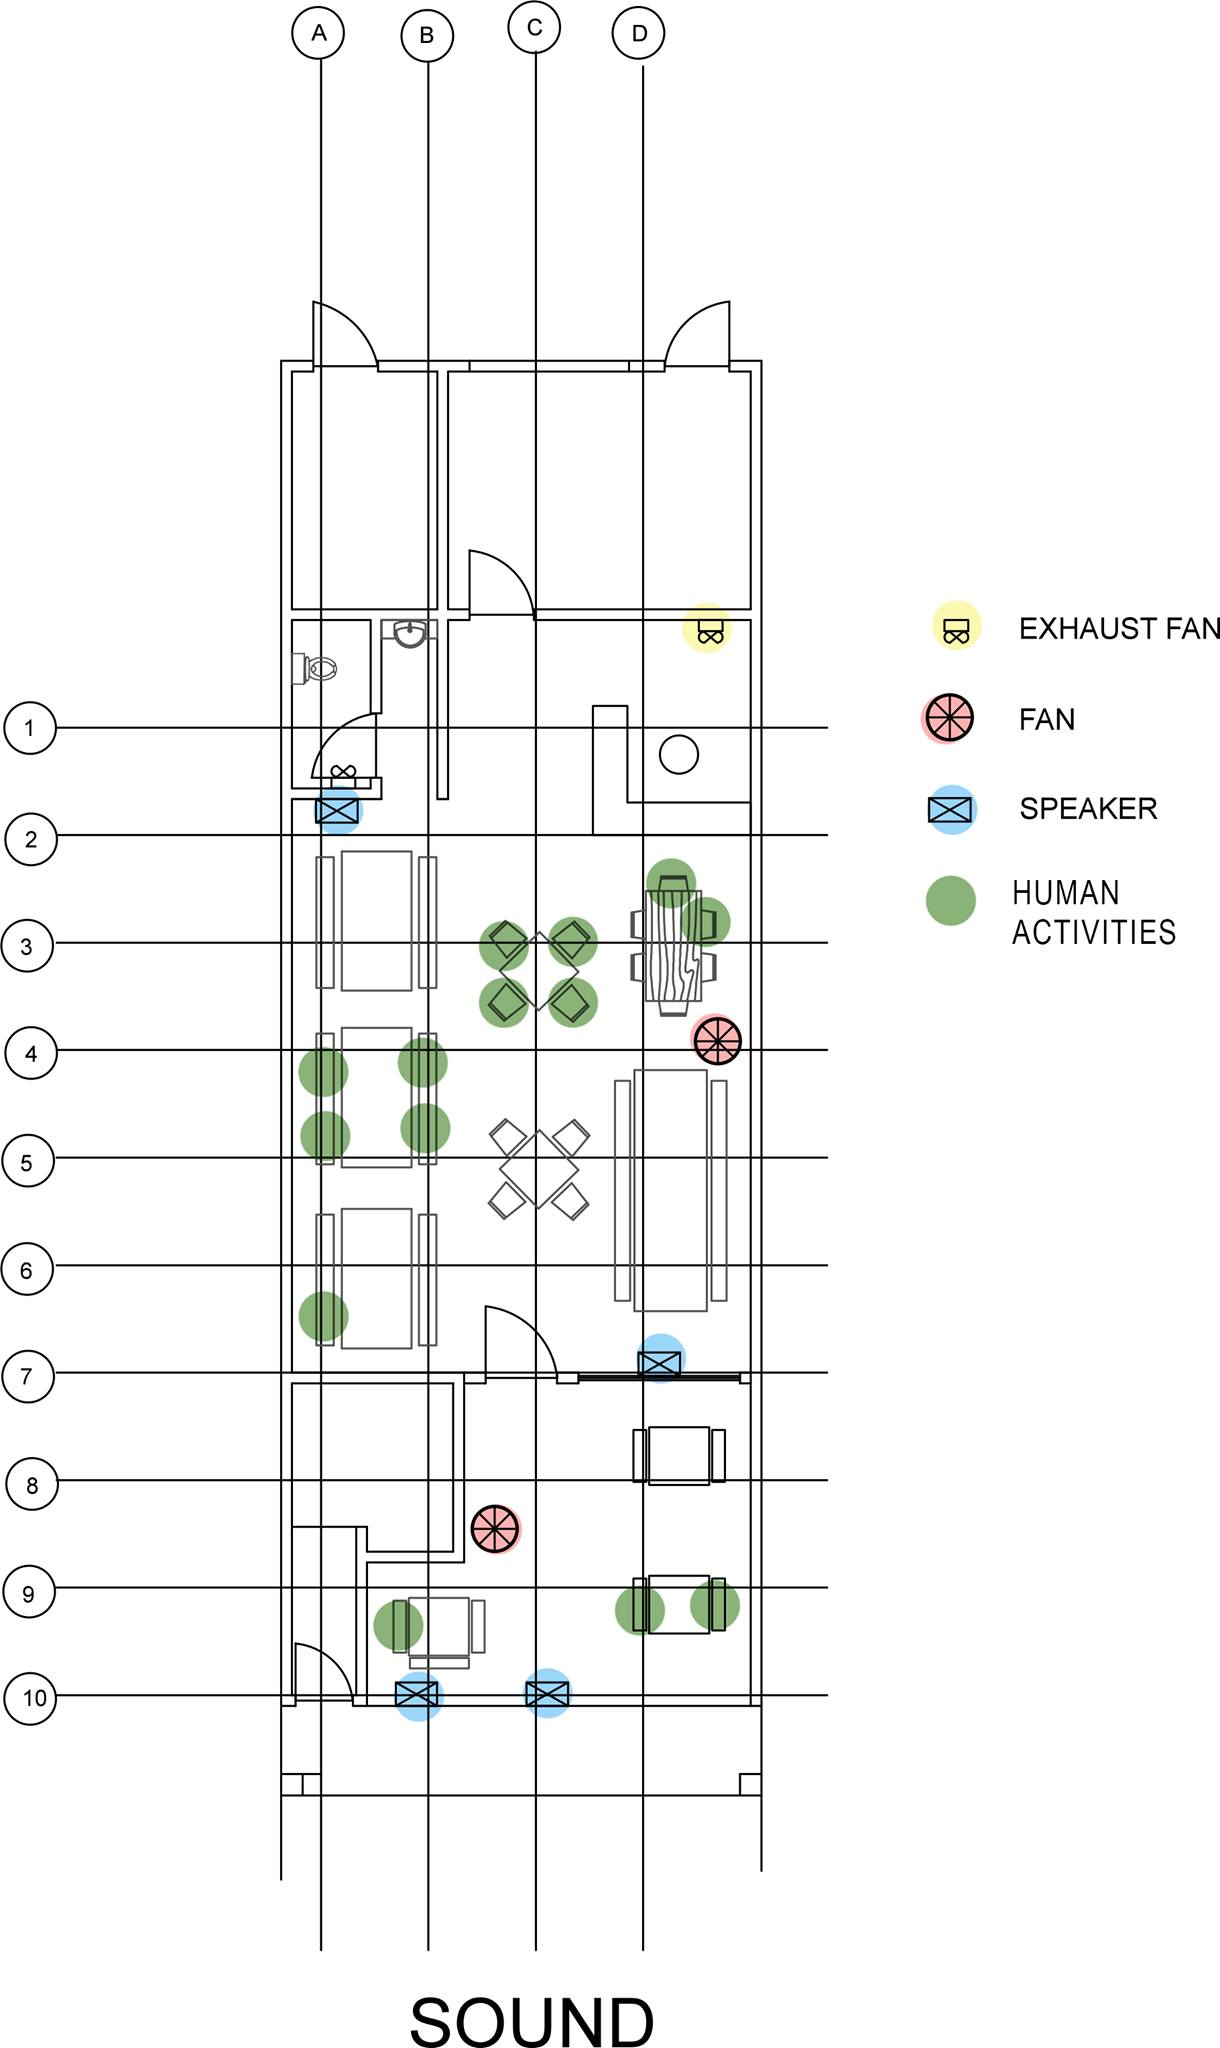 A
B
C
D
EXHAUST FAN
FAN
SPEAKER
HUMAN
ACTIVITIES
1
2
3
4
5
6
7
8
9
10
SOUND